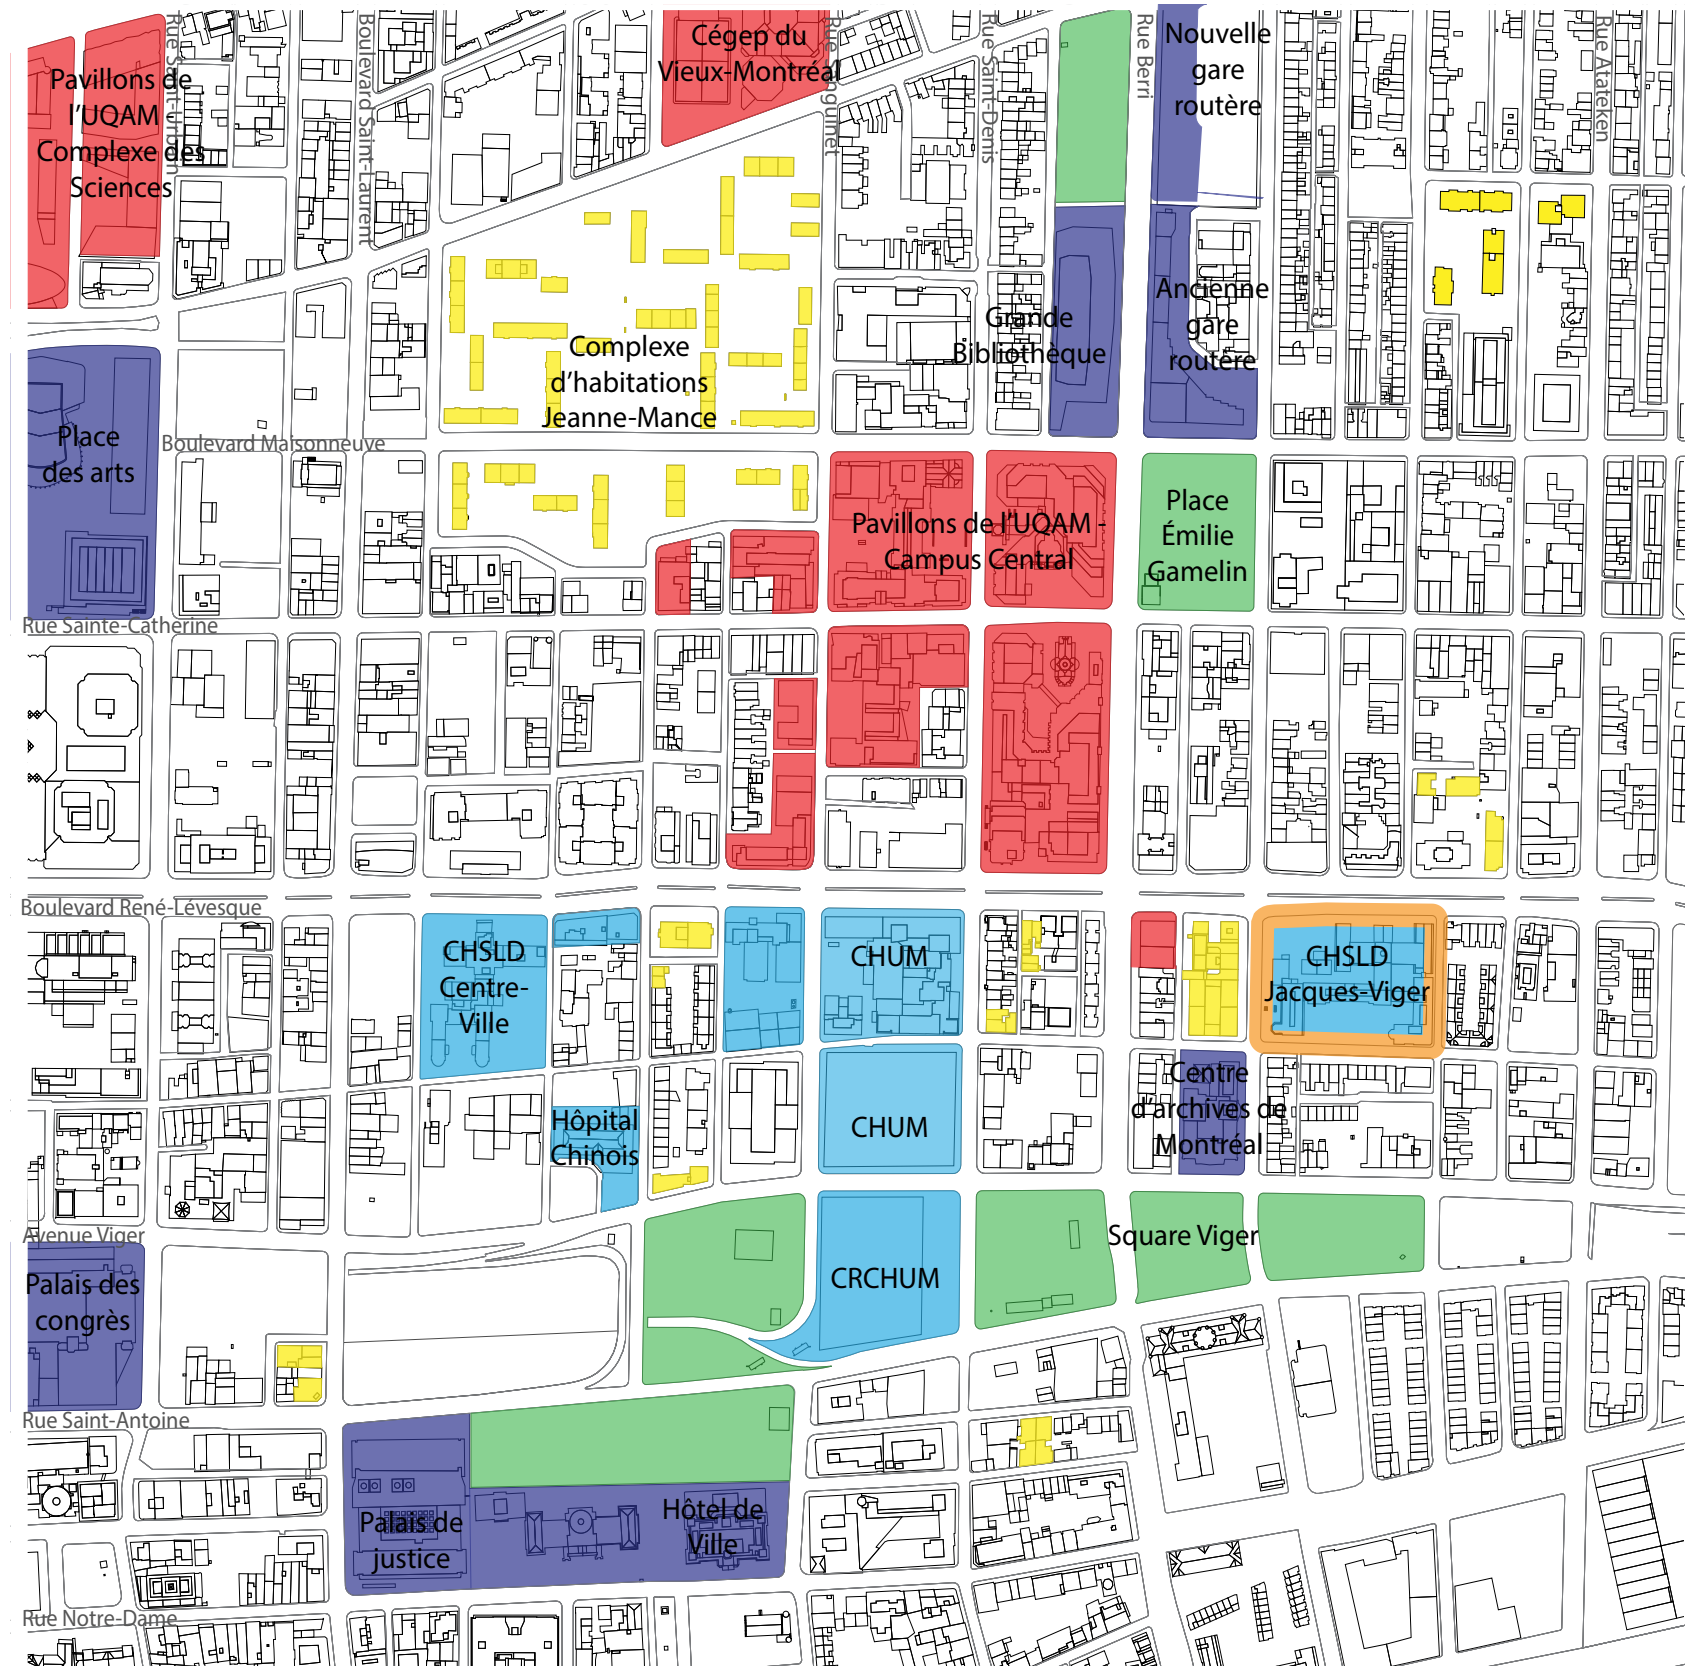 Rue Saint-Urbain
Boulevard Saint-Laurent
Cégep du
Vieux-Montréal
Rue Sanguinet
Rue Saint-Denis
Rue Berri
Nouvelle
gare
routère
Rue Atateken
Pavillons de
l'UQAM -
Complexe des
Sciences
Complexe
d'habitations
Jeanne-Mance
Grande
Bibliothèque
Ancienne
gare
routère
Place
des arts
Boulevard Maisonneuve
Pavillons de l'UQAM -
Campus Central
Place
Émilie
Gamelin
Rue Sainte-Catherine
Boulevard René-Lévesque
CHSLD
Centre-
Ville
CHUM
CHSLD
Jacques-Viger
Hôpital
Chinois
CHUM
Centre
d'archives de
Montréal
Avenue Viger
Square Viger
Palais des
congrès
CRCHUM
Rue Saint-Antoine
Palais de
justice
Hôtel de
Ville
Rue Notre-Dame